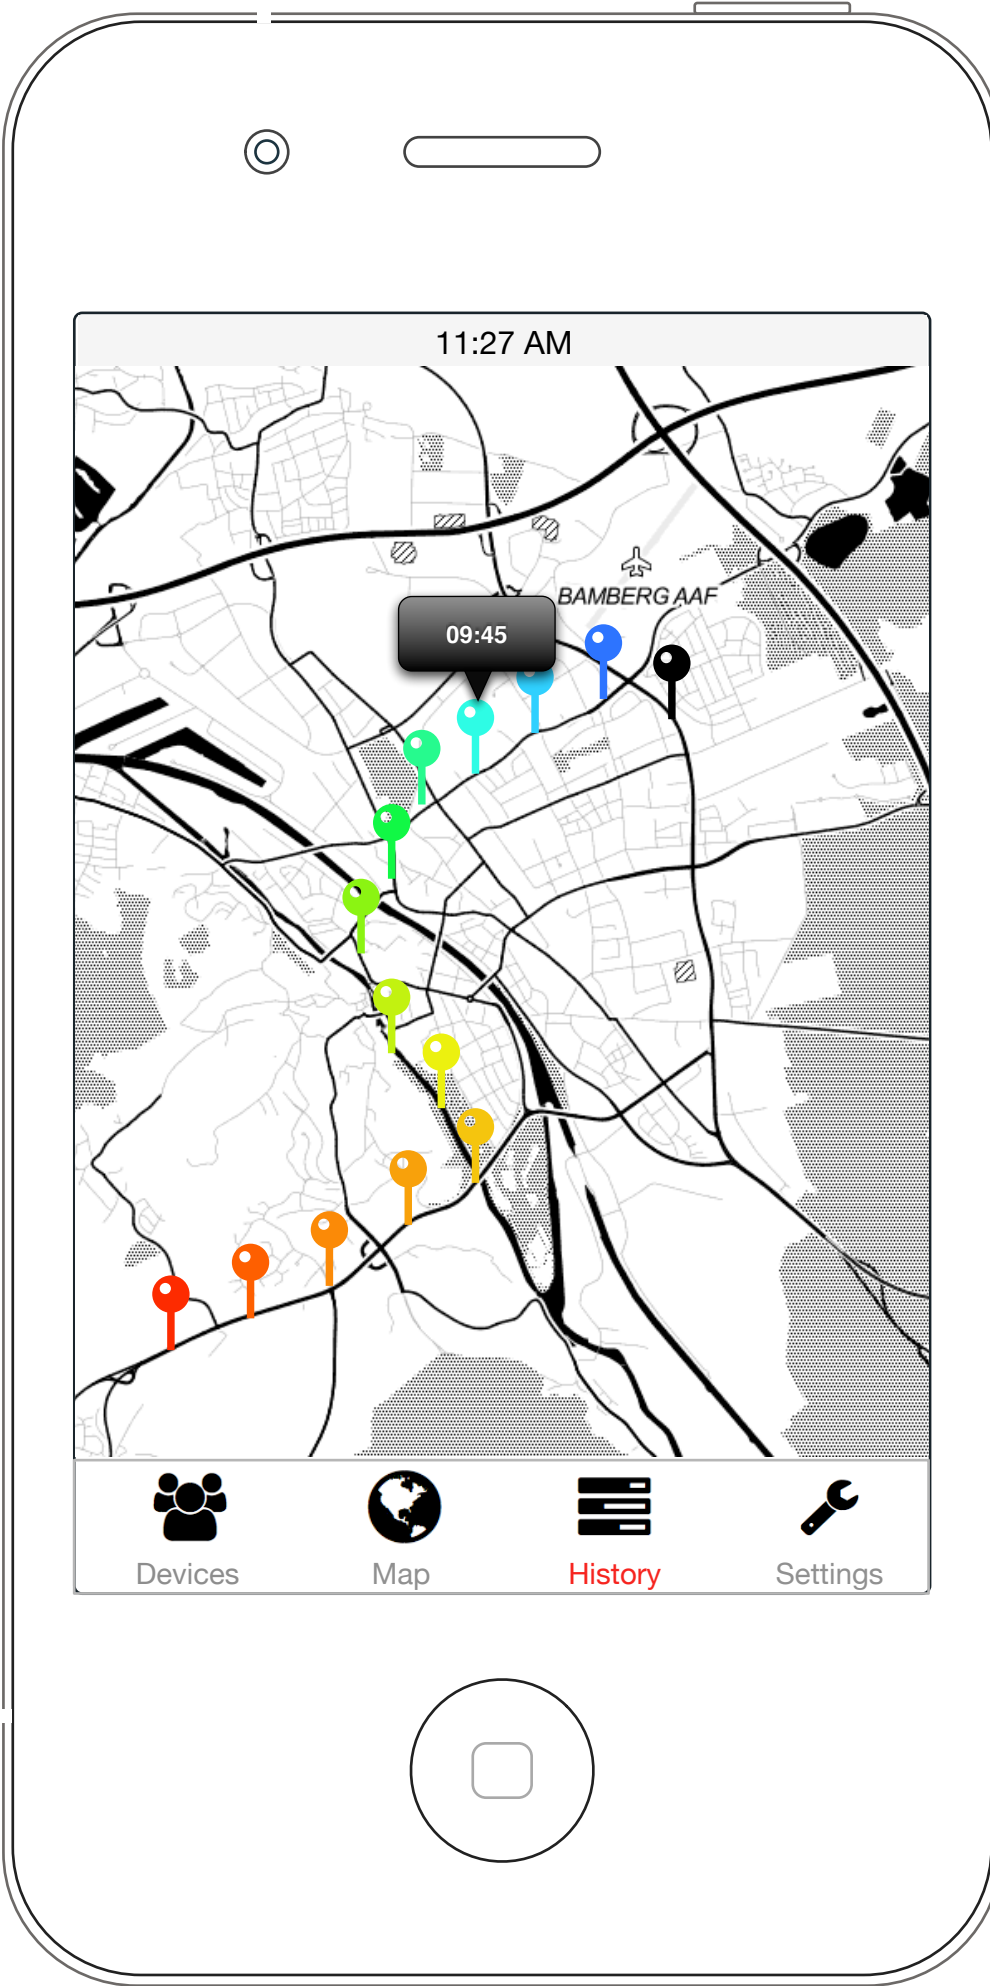 11:27 AM
BAMBERG AAF
09:45
Devices
Map
History
Settings